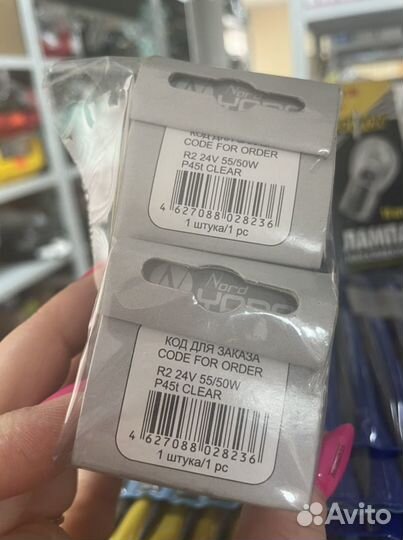 Nord
КОД ДЛЯ
CODE FOR ORDER
R2 24V 55/50W
P45t CLEAR
4 627088 028236
1 штука/1 pc
Nord
КОД ДЛЯ ЗАКАЗА
CODE FOR ORDER
R2 24V 55/50W
P45t CLEAR
4 627088 028236
1 штука/1 pc
ЛАМПА
Avito